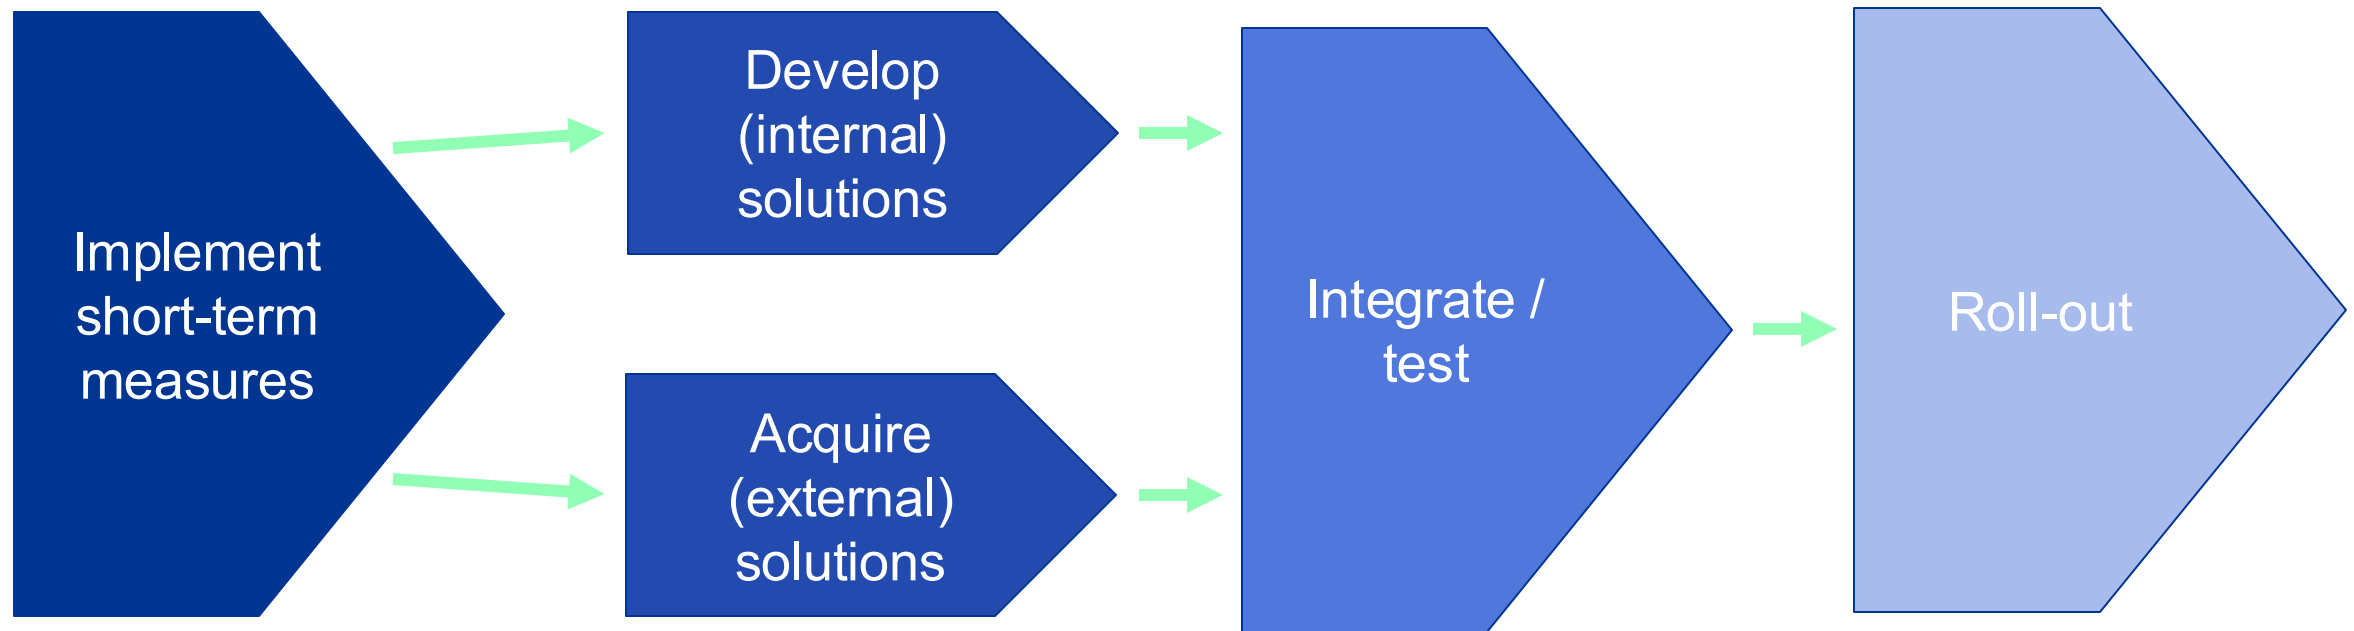 Implement
short-term
measures
Develop
(internal)
solutions
Acquire
(external)
solutions
Integrate /
test
Roll-out